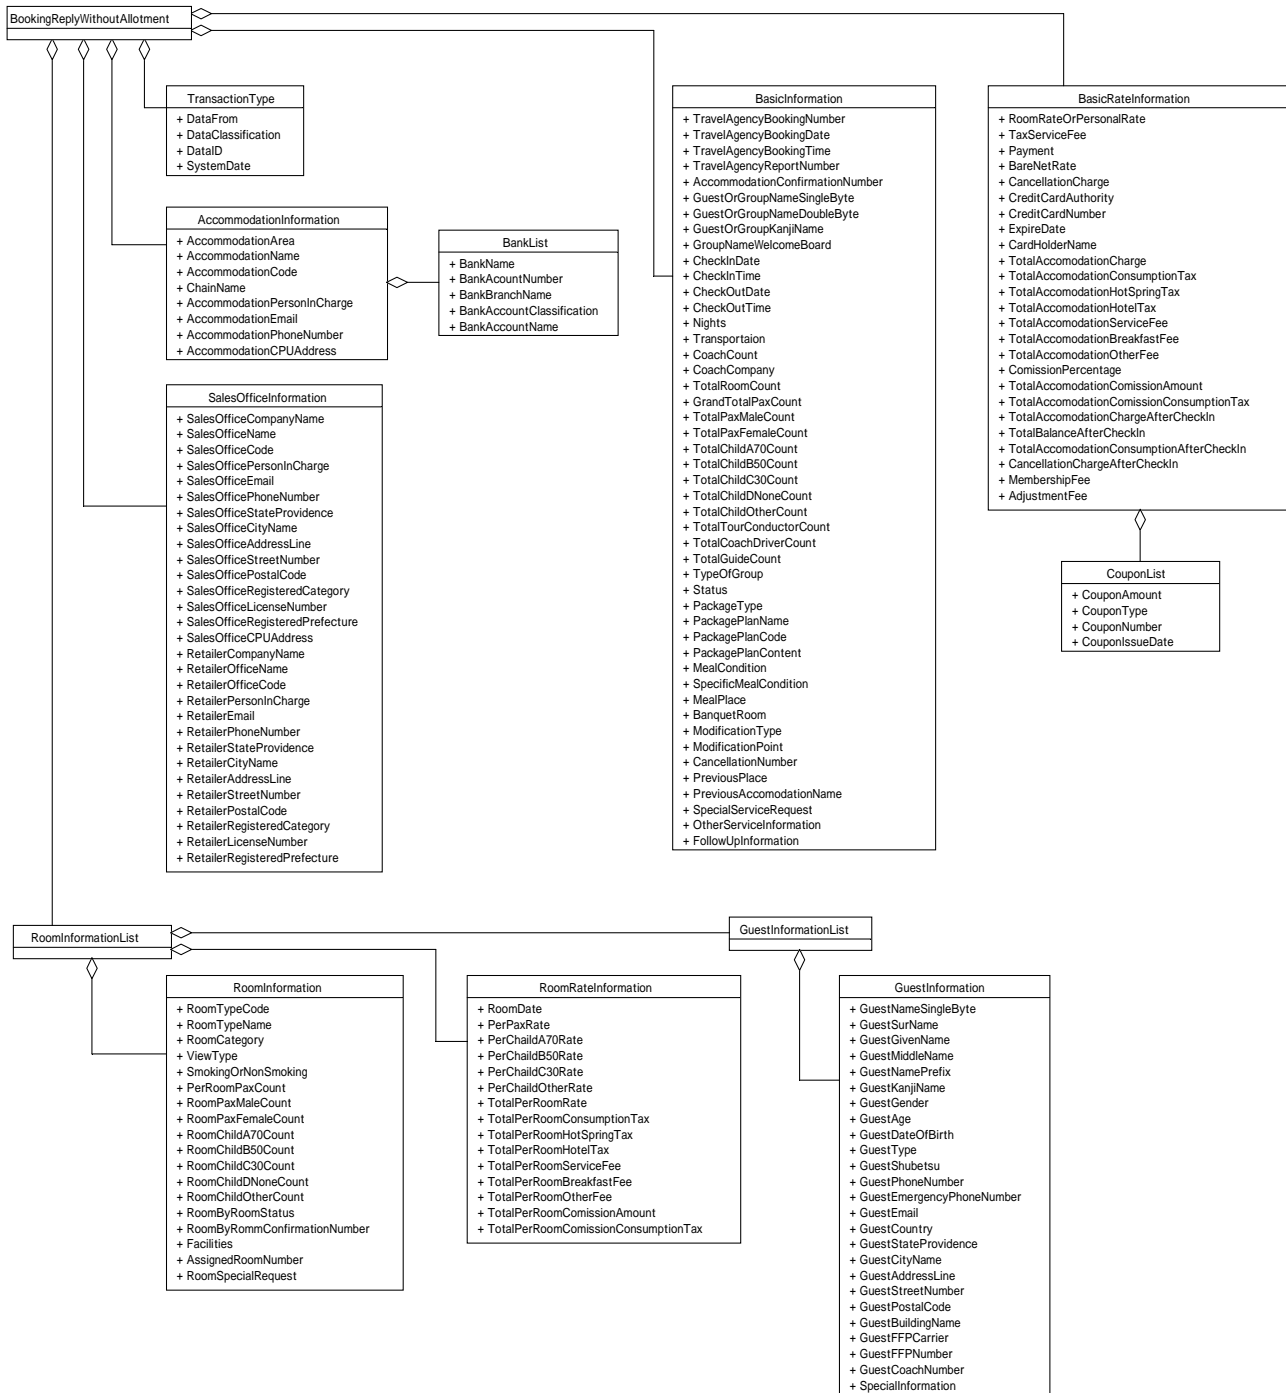 BookingReplyWithoutAllotment
TransactionType
+ DataFrom
+ DataClassification
+ DataID
+ SystemDate
AccommodationInformation
+ AccommodationArea
+ AccommodationName
+ AccommodationCode
+ ChainName
+ AccommodationPersonInCharge
+ AccommodationEmail
+ AccommodationPhoneNumber
+ AccommodationCPUAddress
BankList
+ BankName
+ BankAcountNumber
+ BankBranchName
+ BankAccountClassification
+ BankAccountName
SalesOfficeInformation
+ SalesOfficeCompanyName
+ SalesOfficeName
+ SalesOfficeCode
+ SalesOfficePersonInCharge
+ SalesOfficeEmail
+ SalesOfficePhoneNumber
+ SalesOfficeStateProvidence
+ SalesOfficeCityName
+ SalesOfficeAddressLine
+ SalesOfficeStreetNumber
+ SalesOfficePostalCode
+ SalesOfficeRegisteredCategory
+ SalesOfficeLicenseNumber
+ SalesOfficeRegisteredPrefecture
+ SalesOfficeCPUAddress
+ RetailerCompanyName
+ RetailerOfficeName
+ RetailerOfficeCode
+ RetailerPersonInCharge
+ RetailerEmail
+ RetailerPhoneNumber
+ RetailerStateProvidence
+ RetailerCityName
+ RetailerAddressLine
+ RetailerStreetNumber
+ RetailerPostalCode
+ RetailerRegisteredCategory
+ RetailerLicenseNumber
+ RetailerRegisteredPrefecture
BasicInformation
+ TravelAgencyBookingNumber
+ TravelAgencyBookingDate
+ TravelAgencyBookingTime
+ TravelAgencyReportNumber
+ AccommodationConfirmationNumber
+ GuestOrGroupNameSingleByte
+ GuestOrGroupNameDoubleByte
+ GuestOrGroupKanjiName
+ GroupNameWelcomeBoard
+ CheckInDate
+ CheckInTime
+ CheckOutDate
+ CheckOutTime
+ Nights
+ Transportaion
+ CoachCount
+ CoachCompany
+ TotalRoomCount
+ GrandTotalPaxCount
+ TotalPaxMaleCount
+ TotalPaxFemaleCount
+ TotalChildA70Count
+ TotalChildB50Count
+ TotalChildC30Count
+ TotalChildDNoneCount
+ TotalChildOtherCount
+ TotalTourConductorCount
+ TotalCoachDriverCount
+ TotalGuideCount
+ TypeOfGroup
+ Status
+ PackageType
+ PackagePlanName
+ PackagePlanCode
+ PackagePlanContent
+ MealCondition
+ SpecificMealCondition
+ MealPlace
+ BanquetRoom
+ ModificationType
+ ModificationPoint
+ CancellationNumber
+ PreviousPlace
+ PreviousAccomodationName
+ SpecialServiceRequest
+ OtherServiceInformation
+ FollowUpInformation
BasicRateInformation
+ RoomRateOrPersonalRate
+ TaxServiceFee
+ Payment
+ BareNetRate
+ CancellationCharge
+ CreditCardAuthority
+ CreditCardNumber
+ ExpireDate
+ CardHolderName
+ TotalAccomodationCharge
+ TotalAccomodationConsumptionTax
+ TotalAccomodationHotSpringTax
+ TotalAccomodationHotelTax
+ TotalAccomodationServiceFee
+ TotalAccomodationBreakfastFee
+ TotalAccomodationOtherFee
+ ComissionPercentage
+ TotalAccomodationComissionAmount
+ TotalAccomodationComissionConsumptionTax
+ TotalAccomodationChargeAfterCheckIn
+ TotalBalanceAfterCheckIn
+ TotalAccomodationConsumptionAfterCheckIn
+ CancellationChargeAfterCheckIn
+ MembershipFee
+ AdjustmentFee
CouponList
+ CouponAmount
+ CouponType
+ CouponNumber
+ CouponIssueDate
RoomInformationList
GuestInformationList
RoomInformation
+ RoomTypeCode
+ RoomTypeName
+ RoomCategory
+ ViewType
+ SmokingOrNonSmoking
+ PerRoomPaxCount
+ RoomPaxMaleCount
+ RoomPaxFemaleCount
+ RoomChildA70Count
+ RoomChildB50Count
+ RoomChildC30Count
+ RoomChildDNoneCount
+ RoomChildOtherCount
+ RoomByRoomStatus
+ RoomByRommConfirmationNumber
+ Facilities
+ AssignedRoomNumber
+ RoomSpecialRequest
RoomRateInformation
+ RoomDate
+ PerPaxRate
+ PerChaildA70Rate
+ PerChaildB50Rate
+ PerChaildC30Rate
+ PerChaildOtherRate
+ TotalPerRoomRate
+ TotalPerRoomConsumptionTax
+ TotalPerRoomHotSpringTax
+ TotalPerRoomHotelTax
+ TotalPerRoomServiceFee
+ TotalPerRoomBreakfastFee
+ TotalPerRoomOtherFee
+ TotalPerRoomComissionAmount
+ TotalPerRoomComissionConsumptionTax
GuestInformation
+ GuestNameSingleByte
+ GuestSurName
+ GuestGivenName
+ GuestMiddleName
+ GuestNamePrefix
+ GuestKanjiName
+ GuestGender
+ GuestAge
+ GuestDateOfBirth
+ GuestType
+ GuestShubetsu
+ GuestPhoneNumber
+ GuestEmergencyPhoneNumber
+ GuestEmail
+ GuestCountry
+ GuestStateProvidence
+ GuestCityName
+ GuestAddressLine
+ GuestStreetNumber
+ GuestPostalCode
+ GuestBuildingName
+ GuestFFPCarrier
+ GuestFFPNumber
+ GuestCoachNumber
+ SpecialInformation